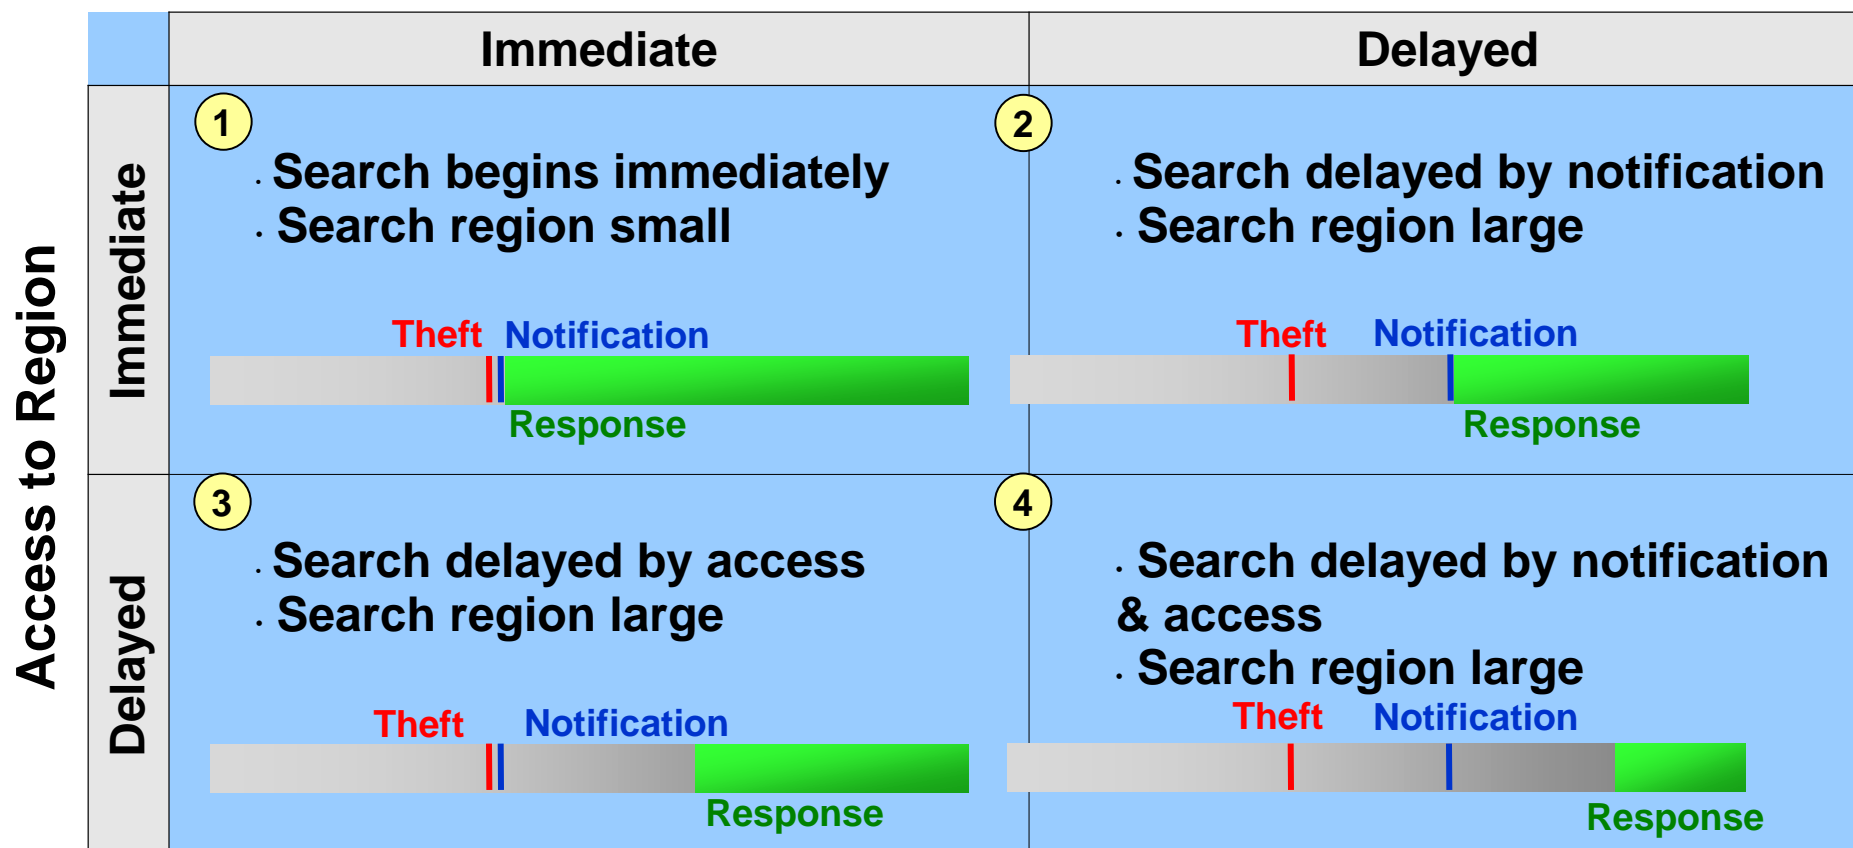 Immediate
Delayed
Access to Region
Immediate
1
· Search begins immediately
· Search region small
Theft Notification
Response
2
· Search delayed by notification
· Search region large
Theft Notification
Response
Delayed
3
· Search delayed by access
· Search region large
Theft Notification
Response
4
· Search delayed by notification
& access
· Search region large
Theft Notification
Response